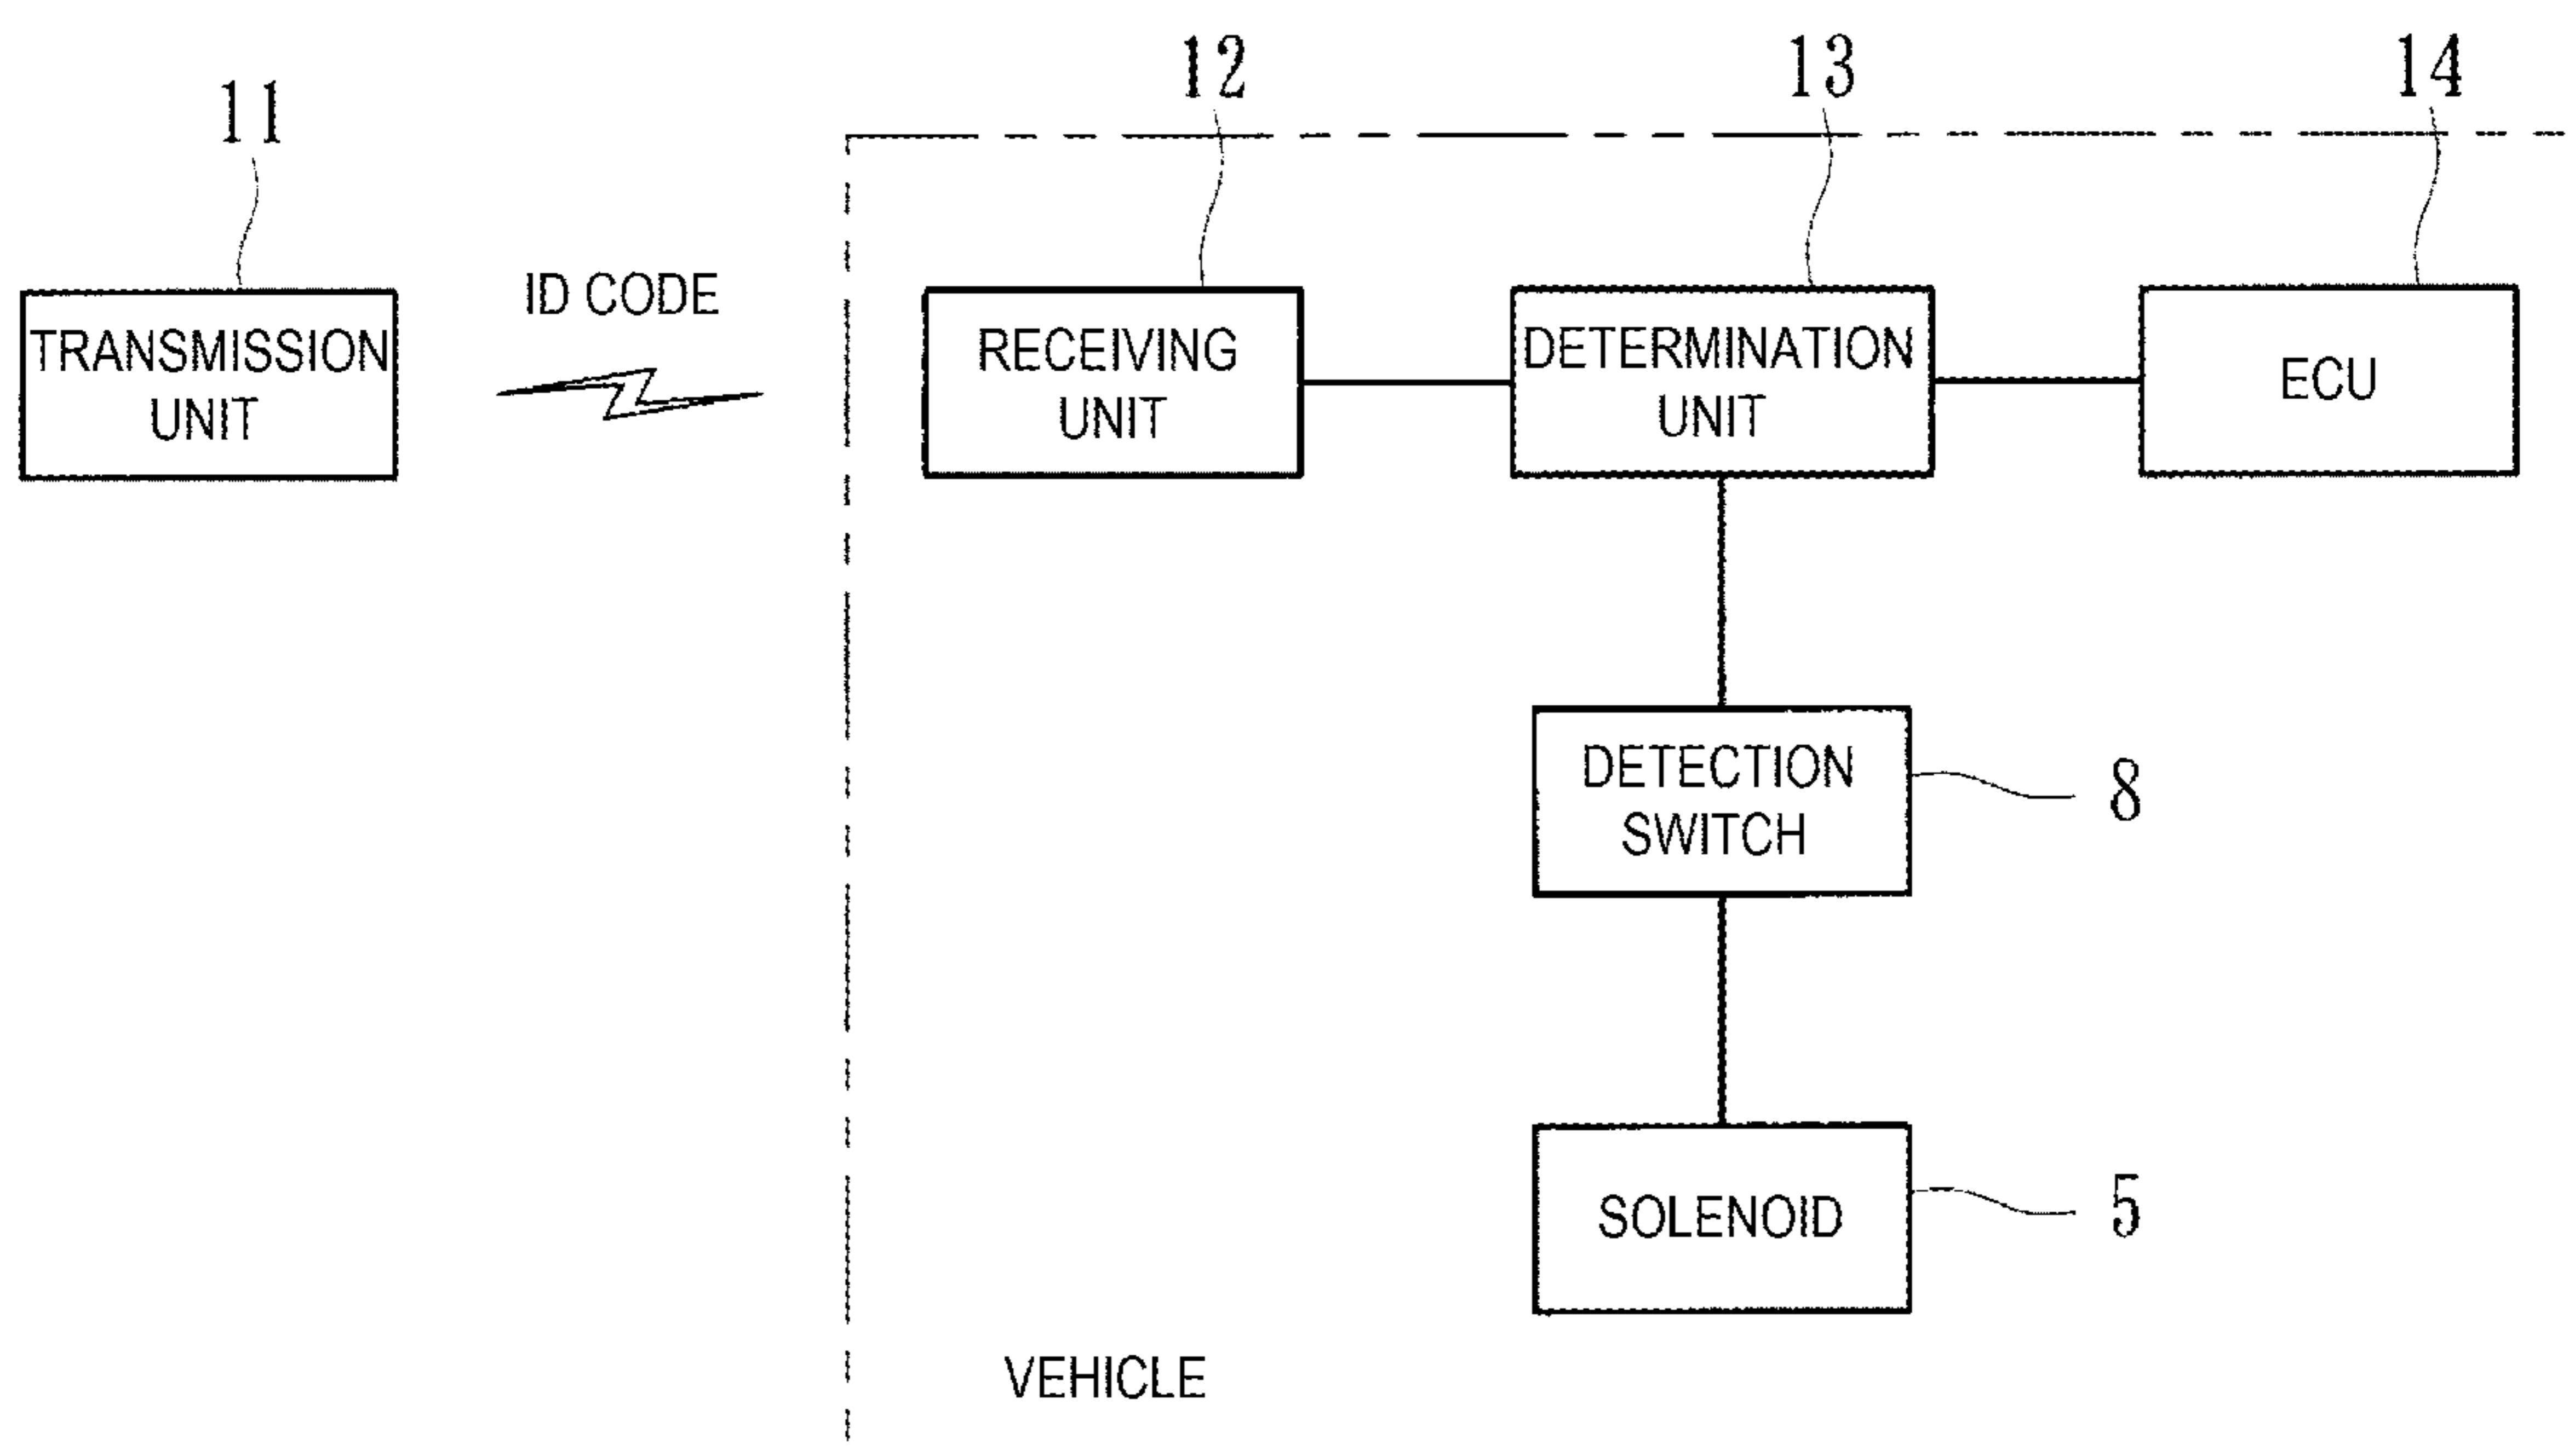 11
12
13
14
TRANSMISSION
UNIT
ID CODE
RECEIVING
UNIT
DETERMINATION
UNIT
ECU
DETECTION
SWITCH
8
SOLENOID
5
VEHICLE